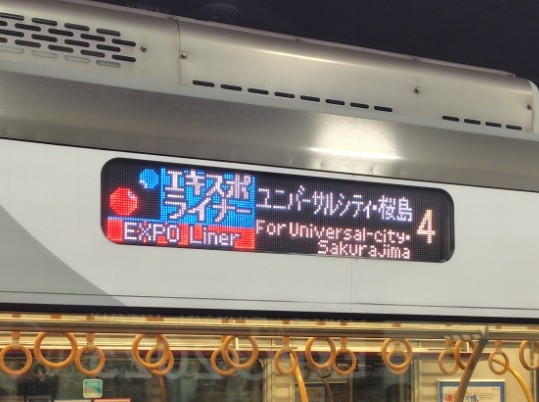 エキスポ
ライナー
EXPO Liner
ユニバーサルシティ・桜島
For Universal-city・
Sakurajima
4